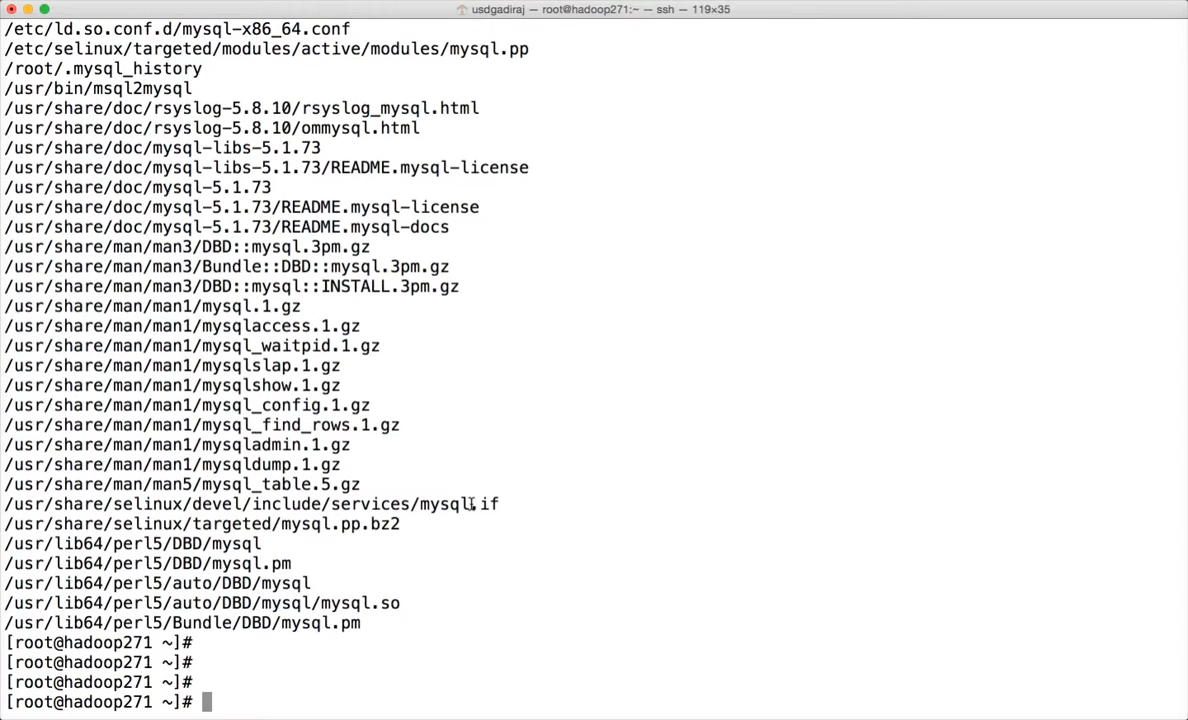 usdgadiraj — root@hadoop271:~ — ssh — 119×35
/etc/ld.so.conf.d/mysql-x86_64.conf
/etc/selinux/targeted/modules/active/modules/mysql.pp
/root/.mysql_history
/usr/bin/msql2mysql
/usr/share/doc/rsyslog-5.8.10/rsyslog_mysql.html
/usr/share/doc/rsyslog-5.8.10/ommysql.html
/usr/share/doc/mysql-libs-5.1.73
/usr/share/doc/mysql-libs-5.1.73/README.mysql-license
/usr/share/doc/mysql-5.1.73
/usr/share/doc/mysql-5.1.73/README.mysql-license
/usr/share/doc/mysql-5.1.73/README.mysql-docs
/usr/share/man/man3/DBD::mysql.3pm.gz
/usr/share/man/man3/Bundle::DBD::mysql.3pm.gz
/usr/share/man/man3/DBD::mysql::INSTALL.3pm.gz
/usr/share/man/man1/mysql.1.gz
/usr/share/man/man1/mysqlaccess.1.gz
/usr/share/man/man1/mysql_waitpid.1.gz
/usr/share/man/man1/mysqlslap.1.gz
/usr/share/man/man1/mysqlshow.1.gz
/usr/share/man/man1/mysql_config.1.gz
/usr/share/man/man1/mysql_find_rows.1.gz
/usr/share/man/man1/mysqladmin.1.gz
/usr/share/man/man1/mysqldump.1.gz
/usr/share/man/man5/mysql_table.5.gz
/usr/share/selinux/devel/include/services/mysql.if
/usr/share/selinux/targeted/mysql.pp.bz2
/usr/lib64/perl5/DBD/mysql
/usr/lib64/perl5/DBD/mysql.pm
/usr/lib64/perl5/auto/DBD/mysql
/usr/lib64/perl5/auto/DBD/mysql/mysql.so
/usr/lib64/perl5/Bundle/DBD/mysql.pm
[root@hadoop271 ~]#
[root@hadoop271 ~]#
[root@hadoop271 ~]#
[root@hadoop271 ~]#